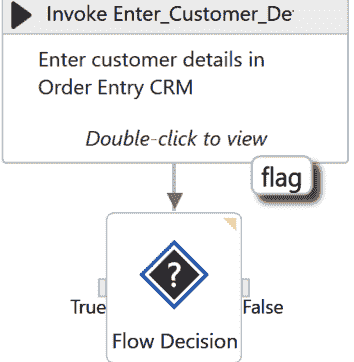 Invoke Enter_Customer_De
Enter customer details in
Order Entry CRM
Double-click to view
flag
?
True
False
Flow Decision